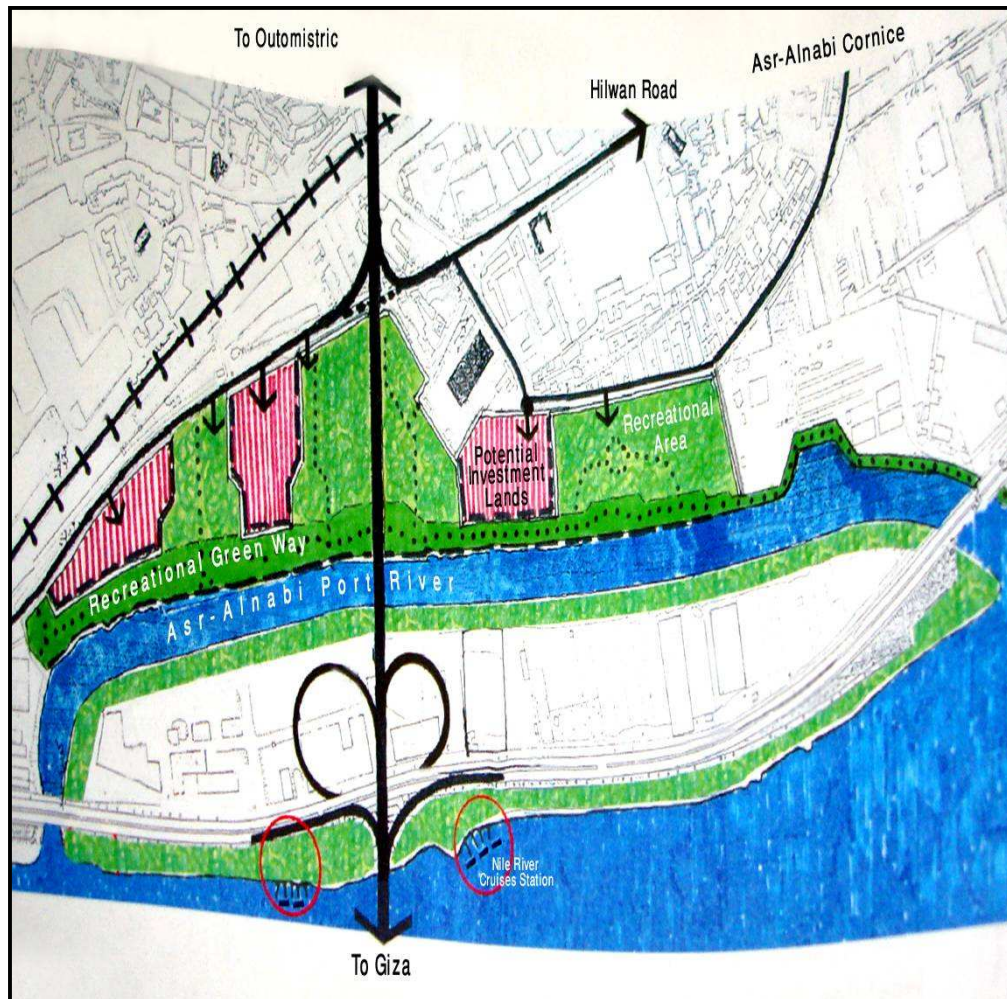 To Outomistric
Asr-Alnabi Cornice
Hilwan Road
Recreational
Area
Potential
Investment
Lands
Recreational Green Way
Asr-Alnabi Port River
Nile River
Cruises Station
To Giza